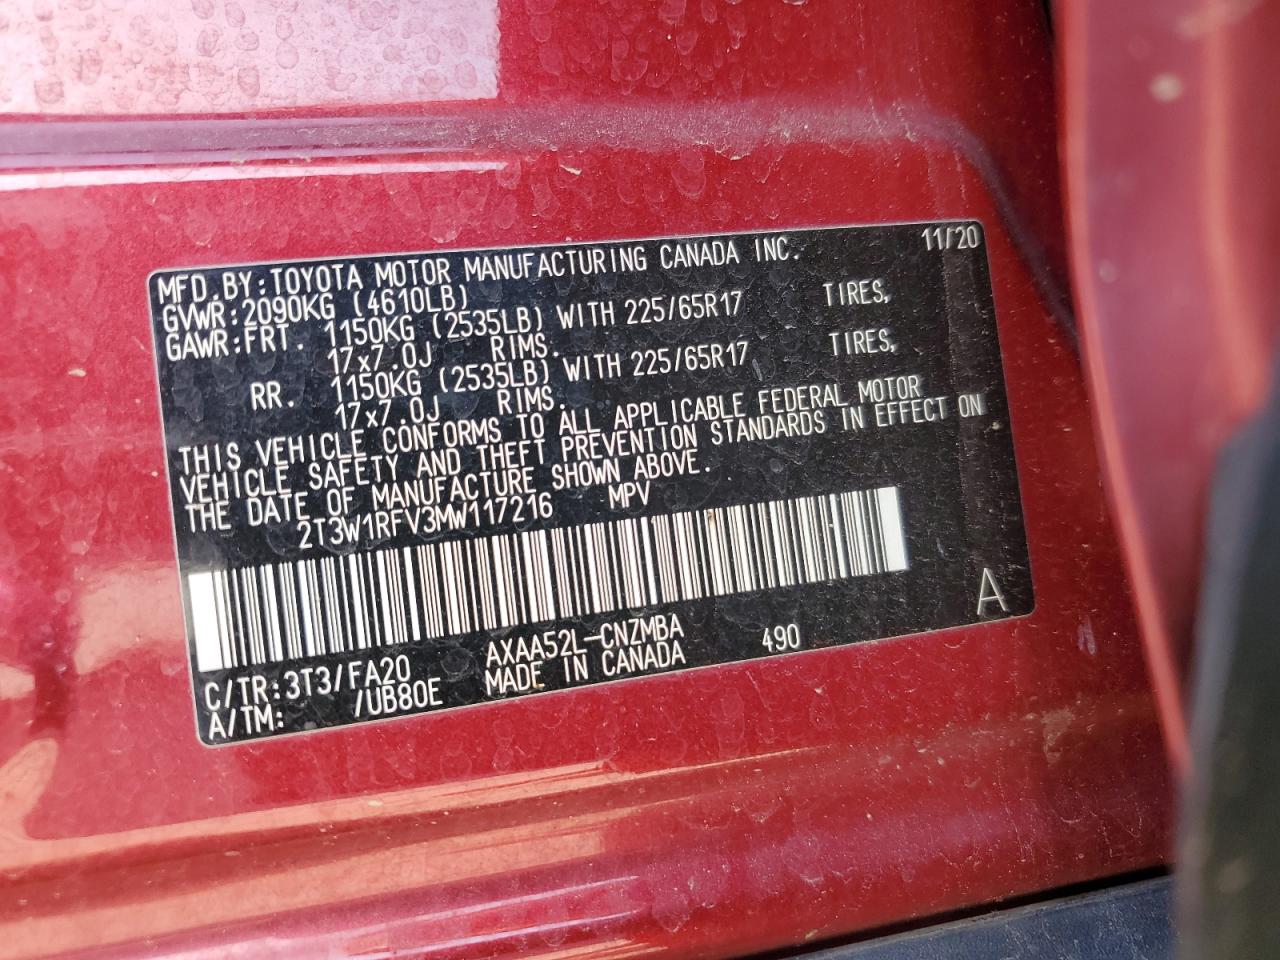 11/20
MFD.BY:TOYOTA MOTOR MANUFACTURING CANADA INC.
GVWR:2090KG (4610LB)
GAWR:FRT. 1150KG (2535LB) WITH 225/65R17 TIRES,
17x7.0J RIMS.
RR. 1150KG (2535LB) WITH 225/65R17 TIRES,
17x7.0J RIMS.
THIS VEHICLE CONFORMS TO ALL APPLICABLE FEDERAL MOTOR
VEHICLE SAFETY AND THEFT PREVENTION STANDARDS IN EFFECT ON
THE DATE OF MANUFACTURE SHOWN ABOVE.
2T3W1RFV3MW117216 MPV
A
C/TR:3T3/FA20 AXAA52L-CNZMBA 490
A/TM: /UB80E MADE IN CANADA